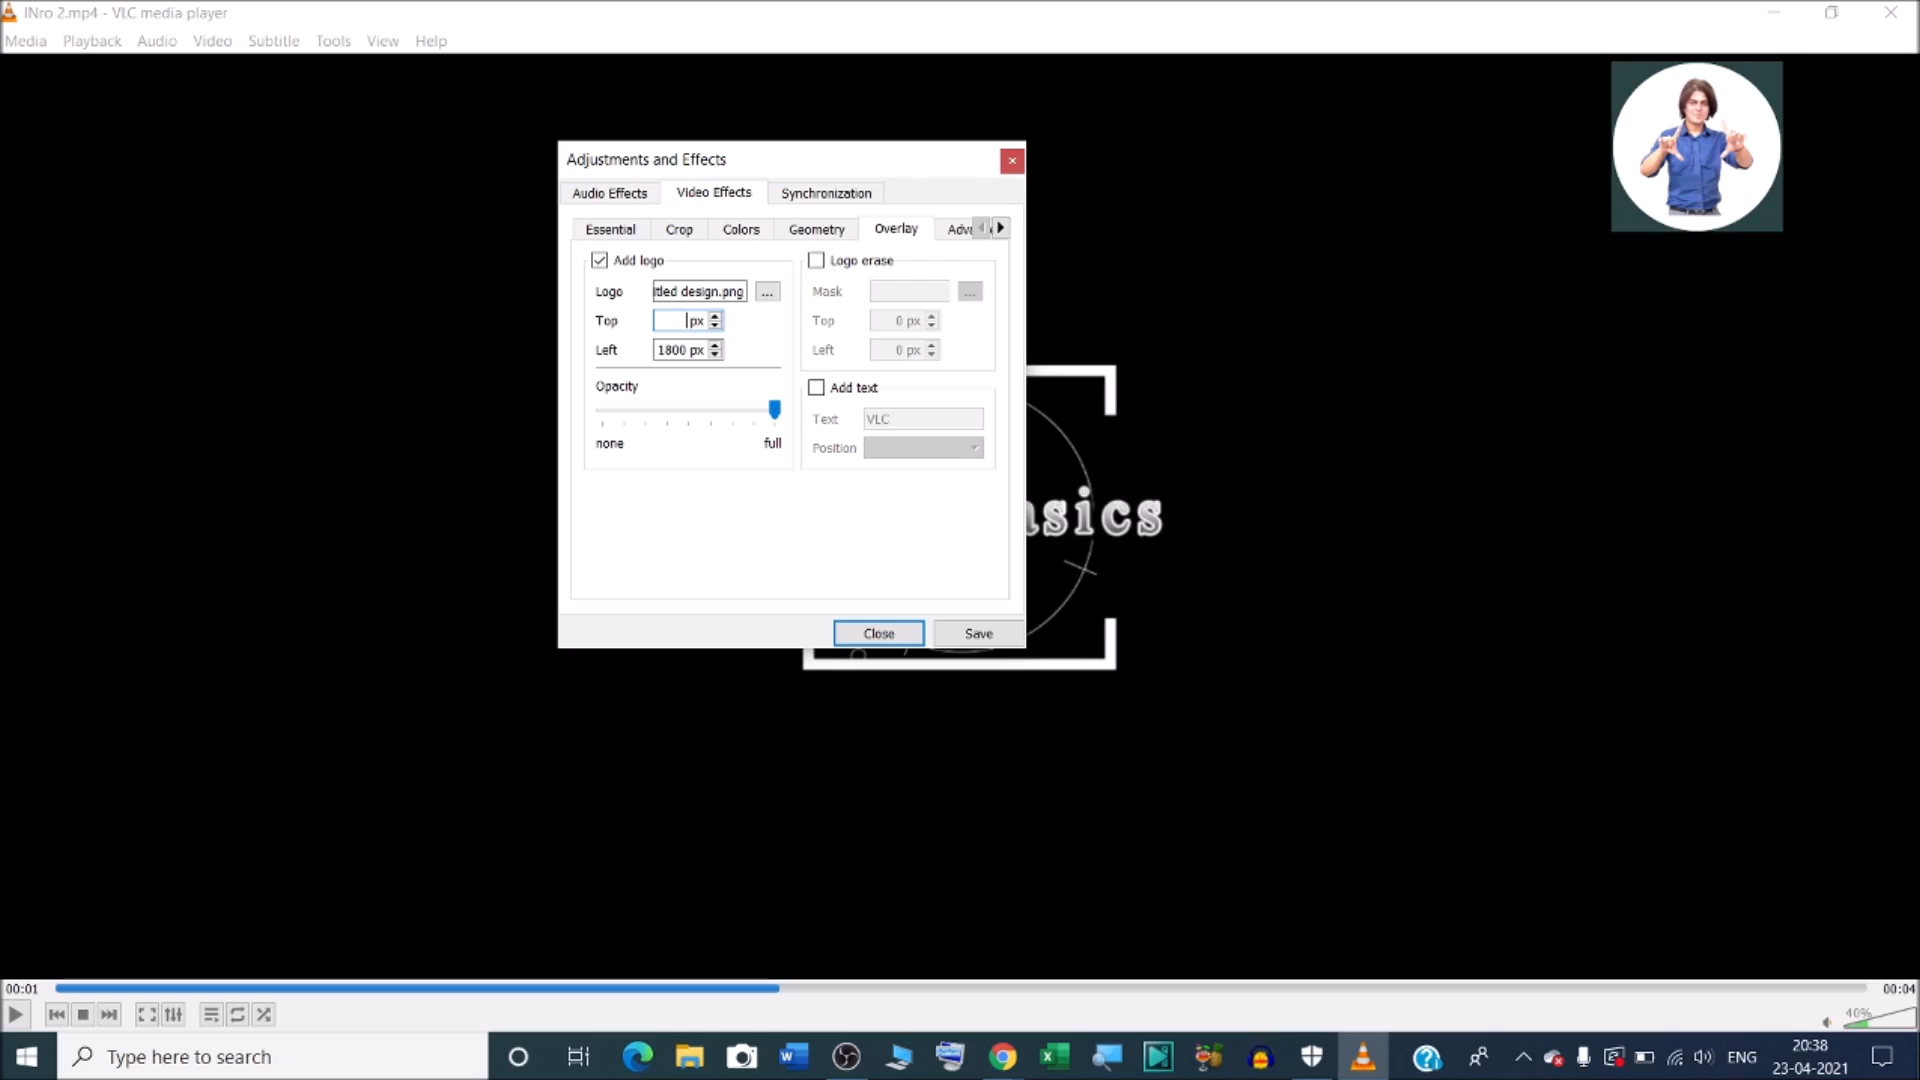 INro 2.mp4 - VLC media player
Media Playback Audio Video Subtitle Tools View Help
Adjustments and Effects
Audio Effects Video Effects Synchronization
Essential Crop Colors Geometry Overlay
Add logo
Logo itled design.png ...
Top px
Left 1800 px
Opacity
none full
Logo erase
Mask ...
Top 0 px
Left 0 px
Add text
Text VLC
Position
Close Save
asics
00:01 00:04
40%
Type here to search
ENG
20:38
23-04-2021